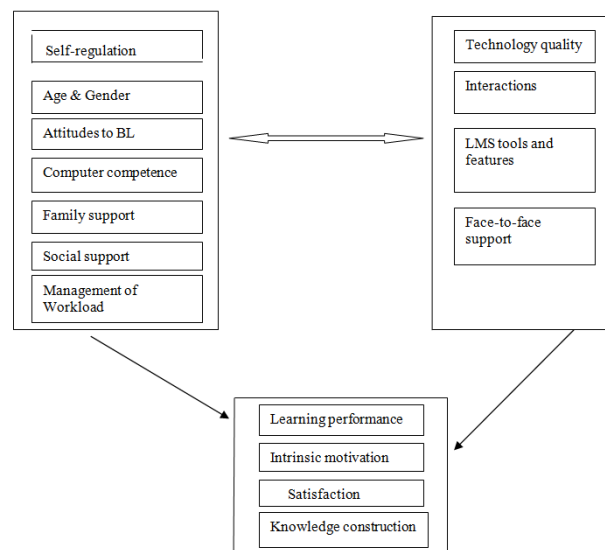 Self-regulation
Age & Gender
Attitudes to BL
Computer competence
Family support
Social support
Management of
Workload
Technology quality
Interactions
LMS tools and
features
Face-to-face
support
Learning performance
Intrinsic motivation
Satisfaction
Knowledge construction